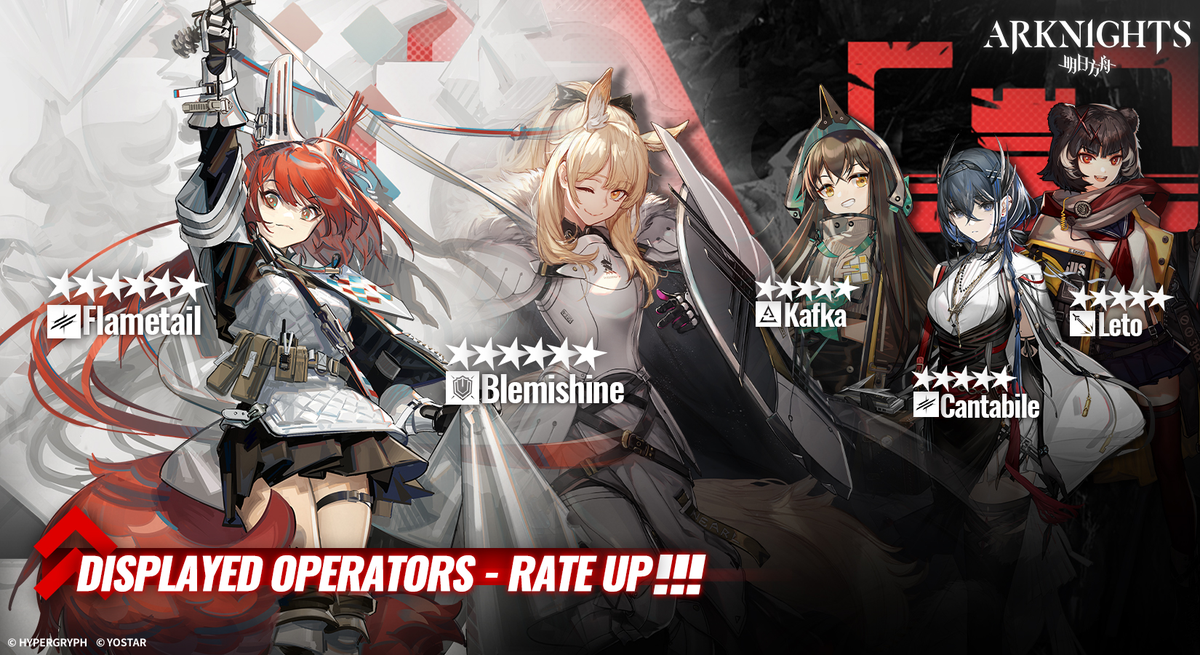 ARKNIGHTS
明日方舟
★★★★★★
Flametail
★★★★★★
Blemishine
★★★★★
Kafka
★★★★★
Cantabile
★★★★★
Leto
DISPLAYED OPERATORS - RATE UP!!!
© HYPERGRYPH © YOSTAR